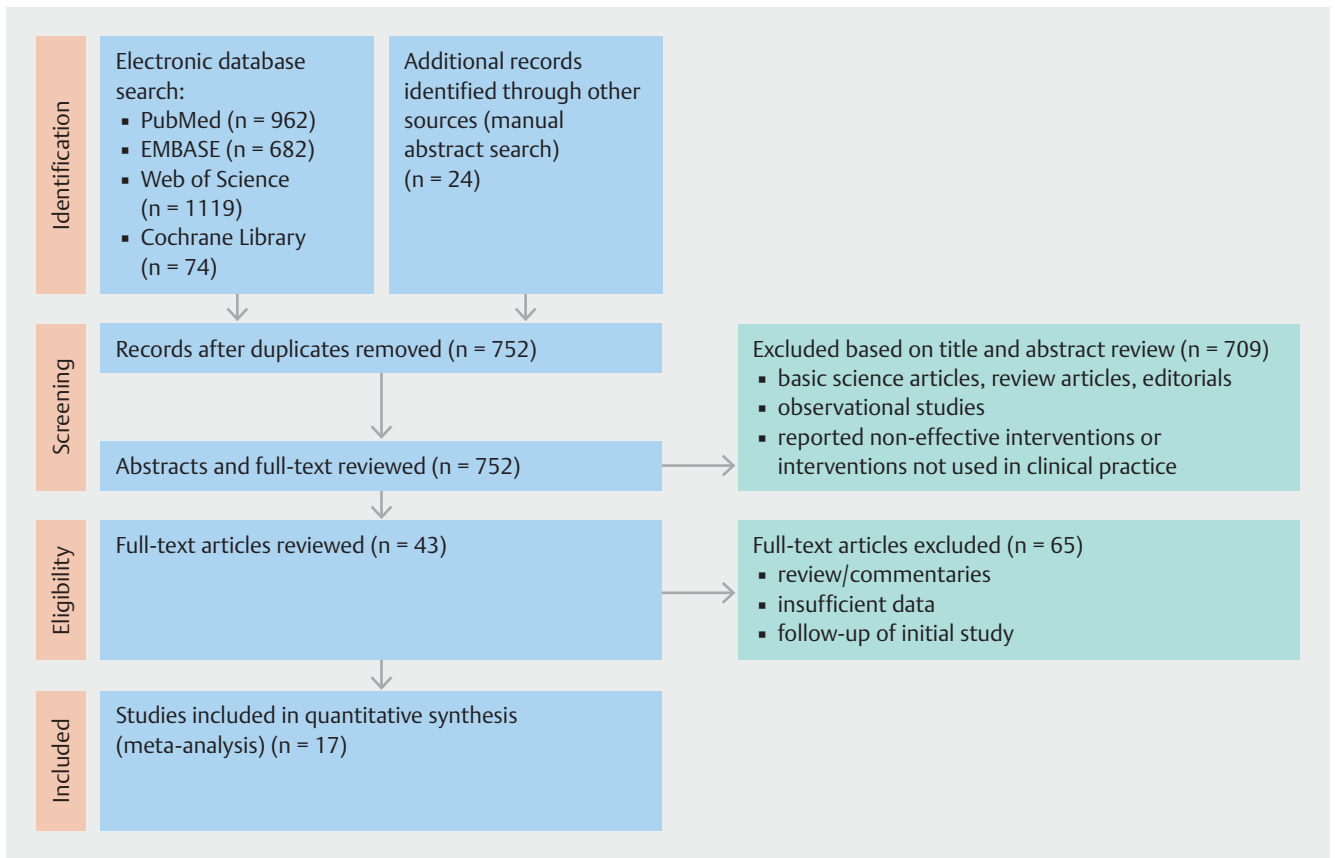 Identification
Electronic database
search:
▪ PubMed (n = 962)
▪ EMBASE (n = 682)
▪ Web of Science
(n = 1119)
▪ Cochrane Library
(n = 74)
Additional records
identified through other
sources (manual
abstract search)
(n = 24)
Screening
Records after duplicates removed (n = 752)
Abstracts and full-text reviewed (n = 752)
Excluded based on title and abstract review (n = 709)
▪ basic science articles, review articles, editorials
▪ observational studies
▪ reported non-effective interventions or
interventions not used in clinical practice
Eligibility
Full-text articles reviewed (n = 43)
Full-text articles excluded (n = 65)
▪ review/commentaries
▪ insufficient data
▪ follow-up of initial study
Included
Studies included in quantitative synthesis
(meta-analysis) (n = 17)